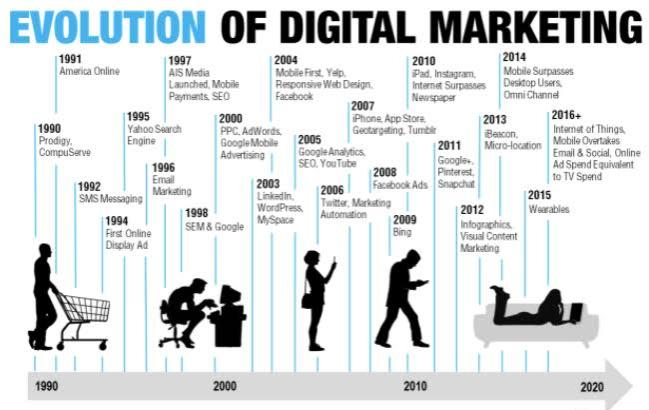 EVOLUTION OF DIGITAL MARKETING
1990
Prodigy,
CompuServe
1991
America Online
1992
SMS Messaging
1994
First Online
Display Ad
1995
Yahoo Search
Engine
1996
Email
Marketing
1997
AIS Media
Launched, Mobile
Payments, SEO
1998
SEM & Google
2000
PPC, AdWords,
Google Mobile
Advertising
2003
LinkedIn,
WordPress,
MySpace
2004
Mobile First, Yelp,
Responsive Web Design,
Facebook
2005
Google Analytics,
SEO, YouTube
2006
Twitter, Marketing
Automation
2007
iPhone, App Store,
Geotargeting, Tumblr
2008
Facebook Ads
2009
Bing
2010
iPad, Instagram,
Internet Surpasses
Newspaper
2011
Google+,
Pinterest,
Snapchat
2012
Infographics,
Visual Content
Marketing
2013
iBeacon,
Micro-location
2014
Mobile Surpasses
Desktop Users,
Omni Channel
2015
Wearables
2016+
Internet of Things,
Mobile Overtakes
Email & Social, Online
Ad Spend Equivalent
to TV Spend
1990
2000
2010
2020